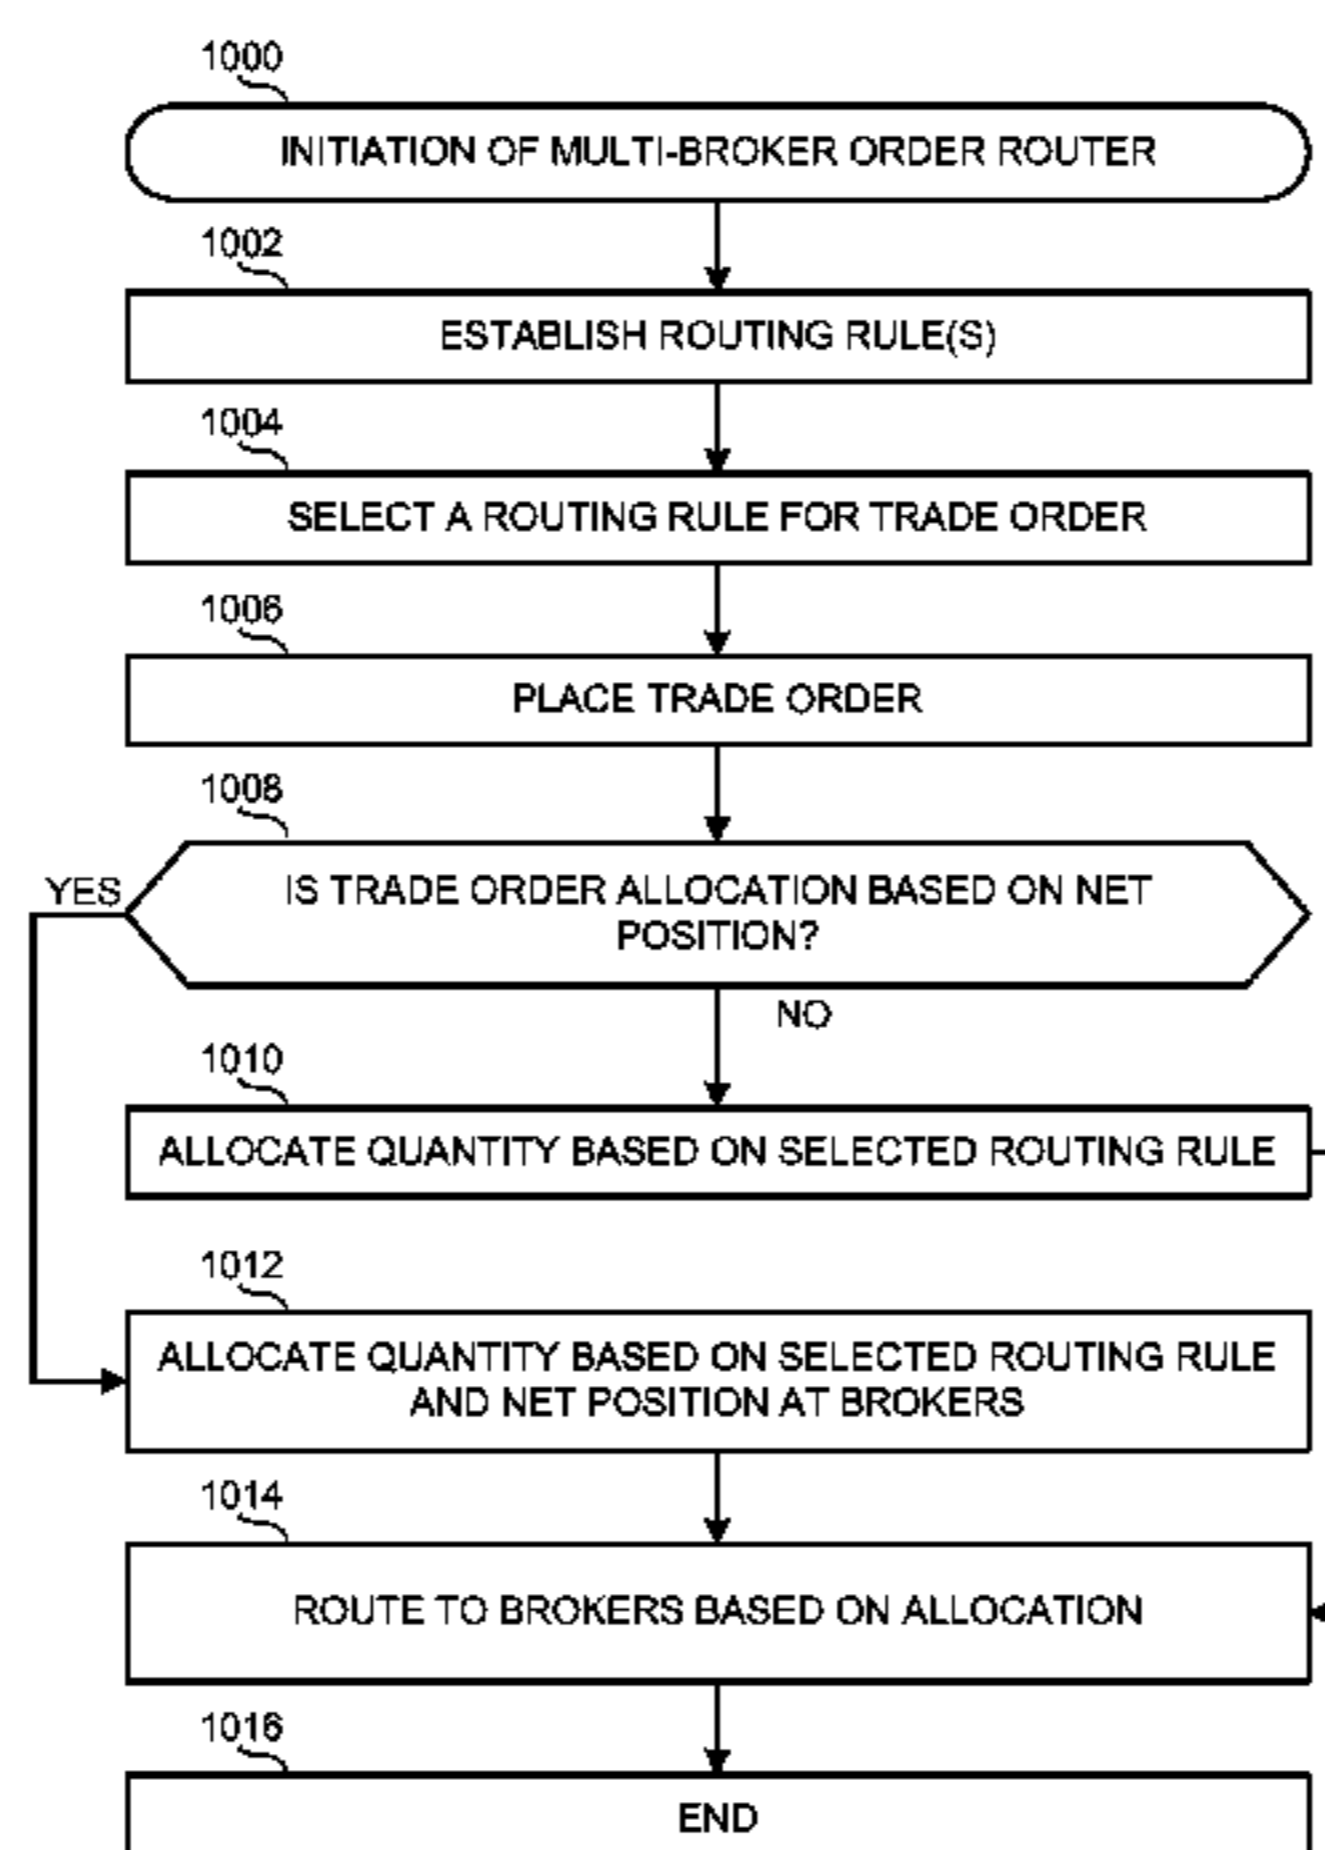 1000
INITIATION OF MULTI-BROKER ORDER ROUTER
1002
ESTABLISH ROUTING RULE(S)
1004
SELECT A ROUTING RULE FOR TRADE ORDER
1006
PLACE TRADE ORDER
1008
YES
IS TRADE ORDER ALLOCATION BASED ON NET
POSITION?
NO
1010
ALLOCATE QUANTITY BASED ON SELECTED ROUTING RULE
1012
ALLOCATE QUANTITY BASED ON SELECTED ROUTING RULE
AND NET POSITION AT BROKERS
1014
ROUTE TO BROKERS BASED ON ALLOCATION
1016
END